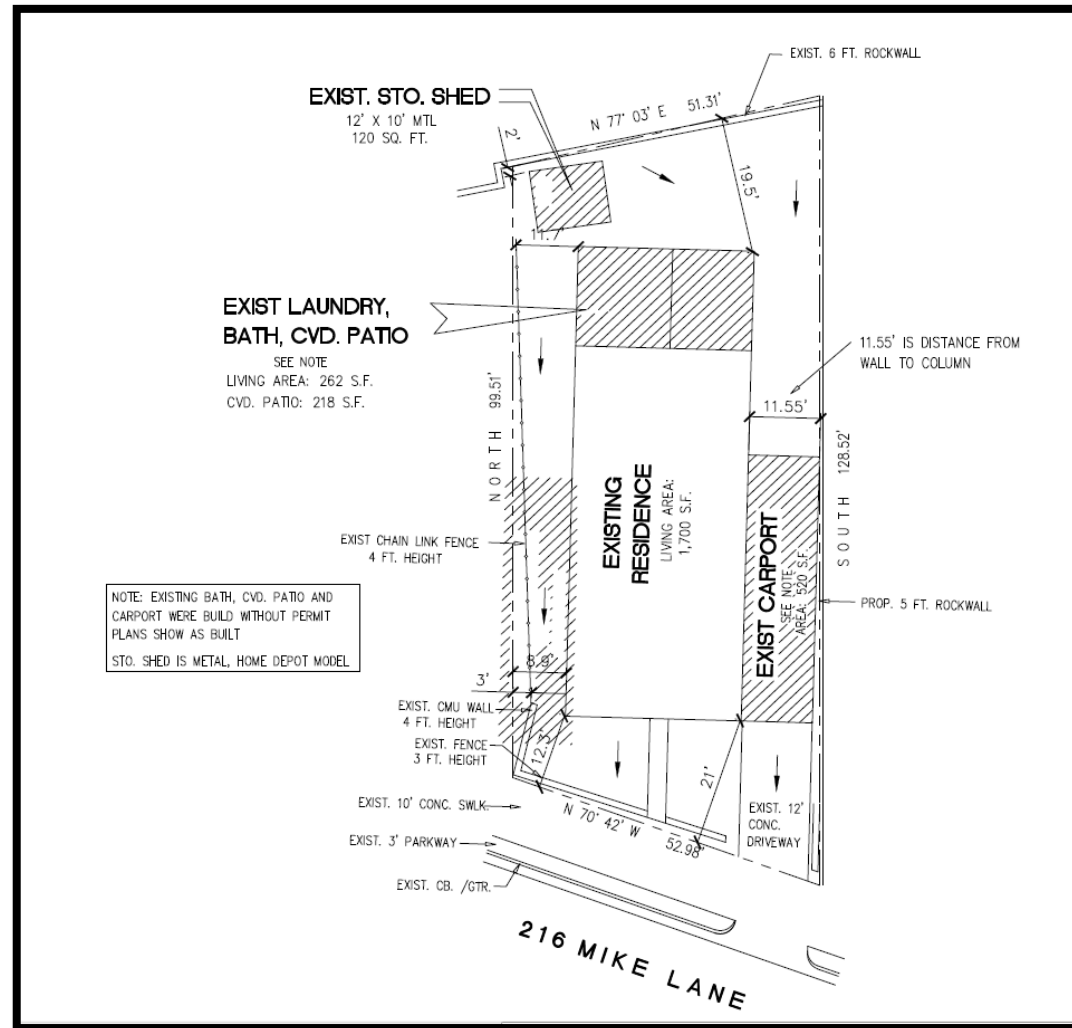 EXIST. 6 FT. ROCKWALL
EXIST. STO. SHED
12' X 10' MTL
120 SQ. FT.
N 77° 03' E 51.31'
2'
19.5'
11.7'
EXIST LAUNDRY,
BATH, CVD. PATIO
SEE NOTE
LIVING AREA: 262 S.F.
CVD. PATIO: 218 S.F.
11.55' IS DISTANCE FROM
WALL TO COLUMN
11.55'
NORTH 99.51'
SOUTH 128.52'
EXISTING
RESIDENCE
LIVING AREA:
1,700 S.F.
EXIST CARPORT
SEE NOTE
AREA: 520 S.F.
EXIST CHAIN LINK FENCE
4 FT. HEIGHT
PROP. 5 FT. ROCKWALL
NOTE: EXISTING BATH, CVD. PATIO AND
CARPORT WERE BUILD WITHOUT PERMIT
PLANS SHOW AS BUILT
STO. SHED IS METAL, HOME DEPOT MODEL
8.9'
3'
EXIST. CMU WALL
4 FT. HEIGHT
EXIST. FENCE
3 FT. HEIGHT
12.3'
21'
EXIST. 10' CONC. SWLK.
N 70° 42' W 52.98'
EXIST. 12'
CONC.
DRIVEWAY
EXIST. 3' PARKWAY
EXIST. CB. /GTR.
216 MIKE LANE